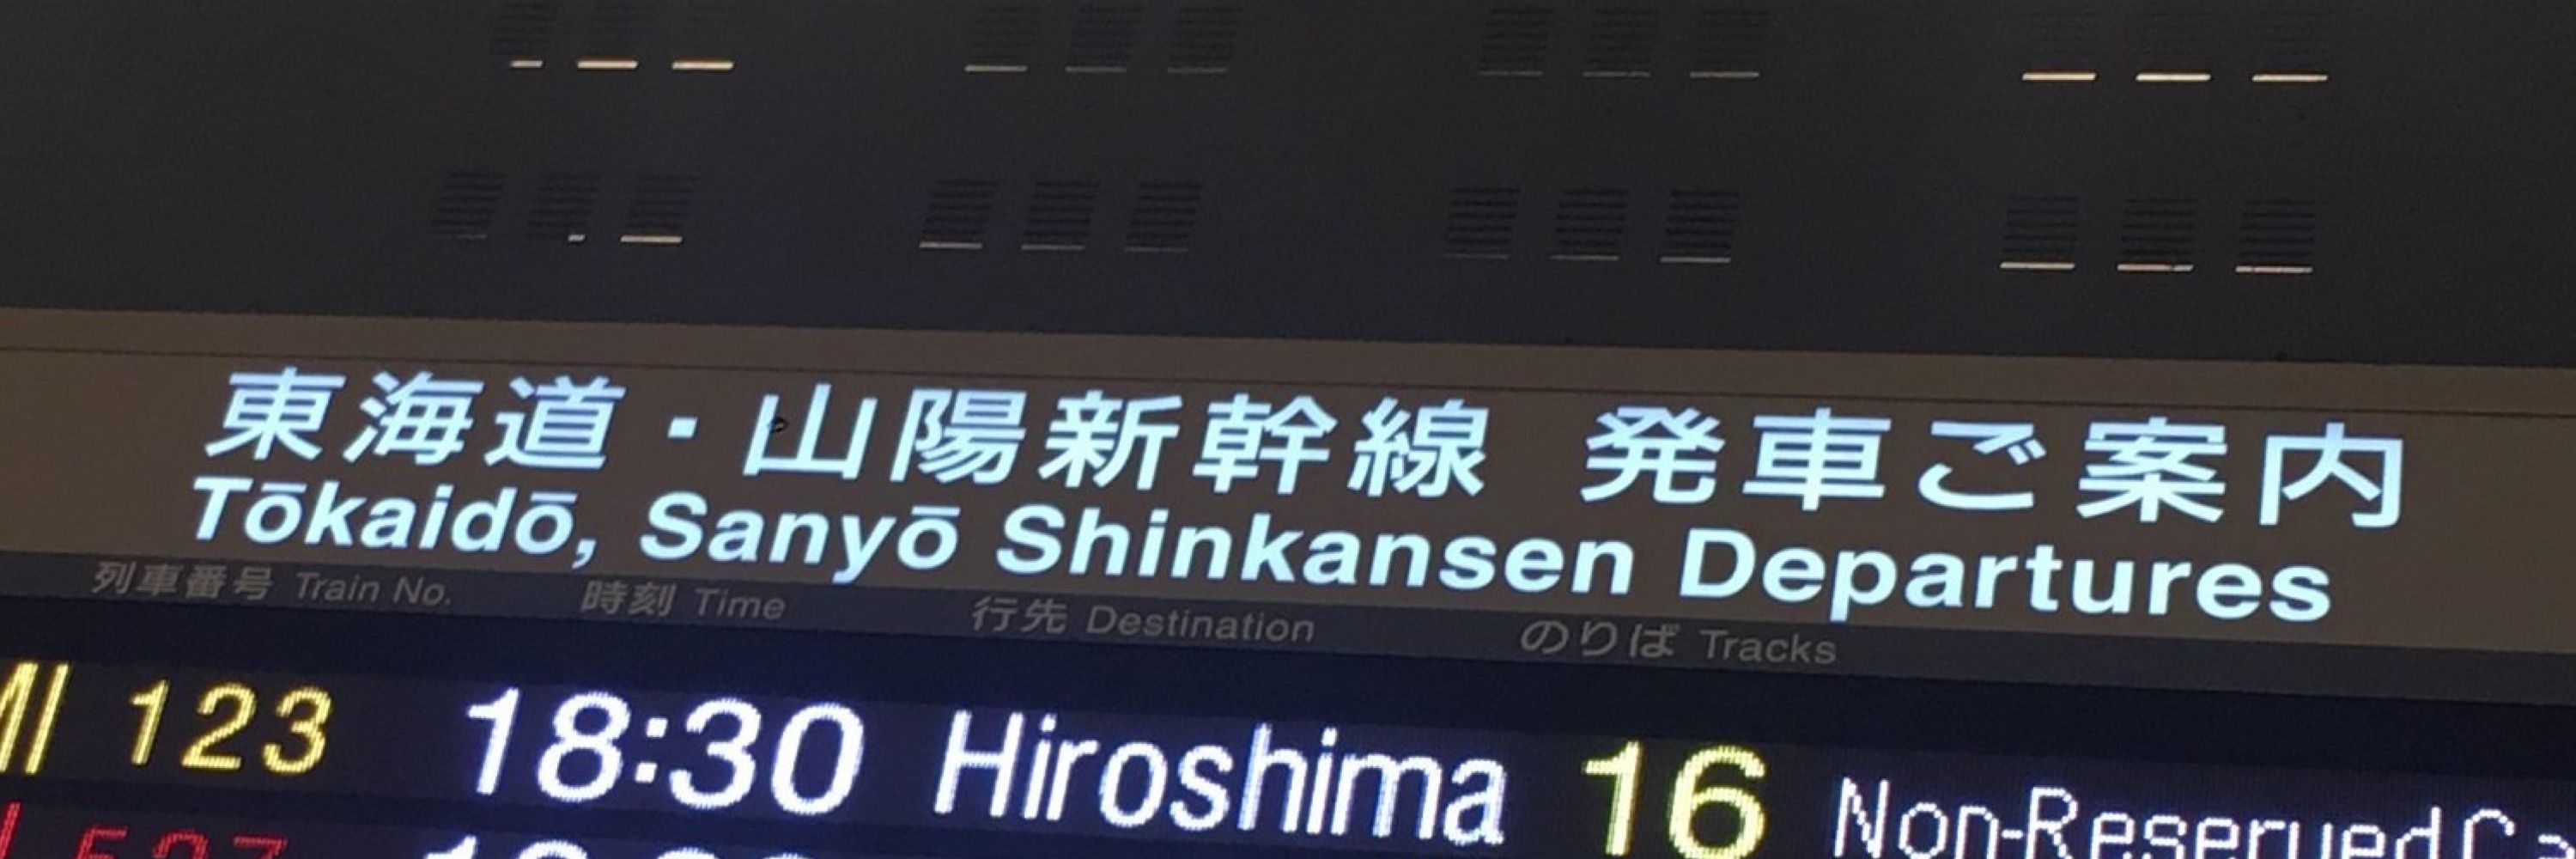 東海道・山陽新幹線 発車ご案内
Tōkaidō, Sanyō Shinkansen Departures
列車番号 Train No. 時刻 Time 行先 Destination のりば Tracks
123 18:30 Hiroshima 16 Non-Reserved